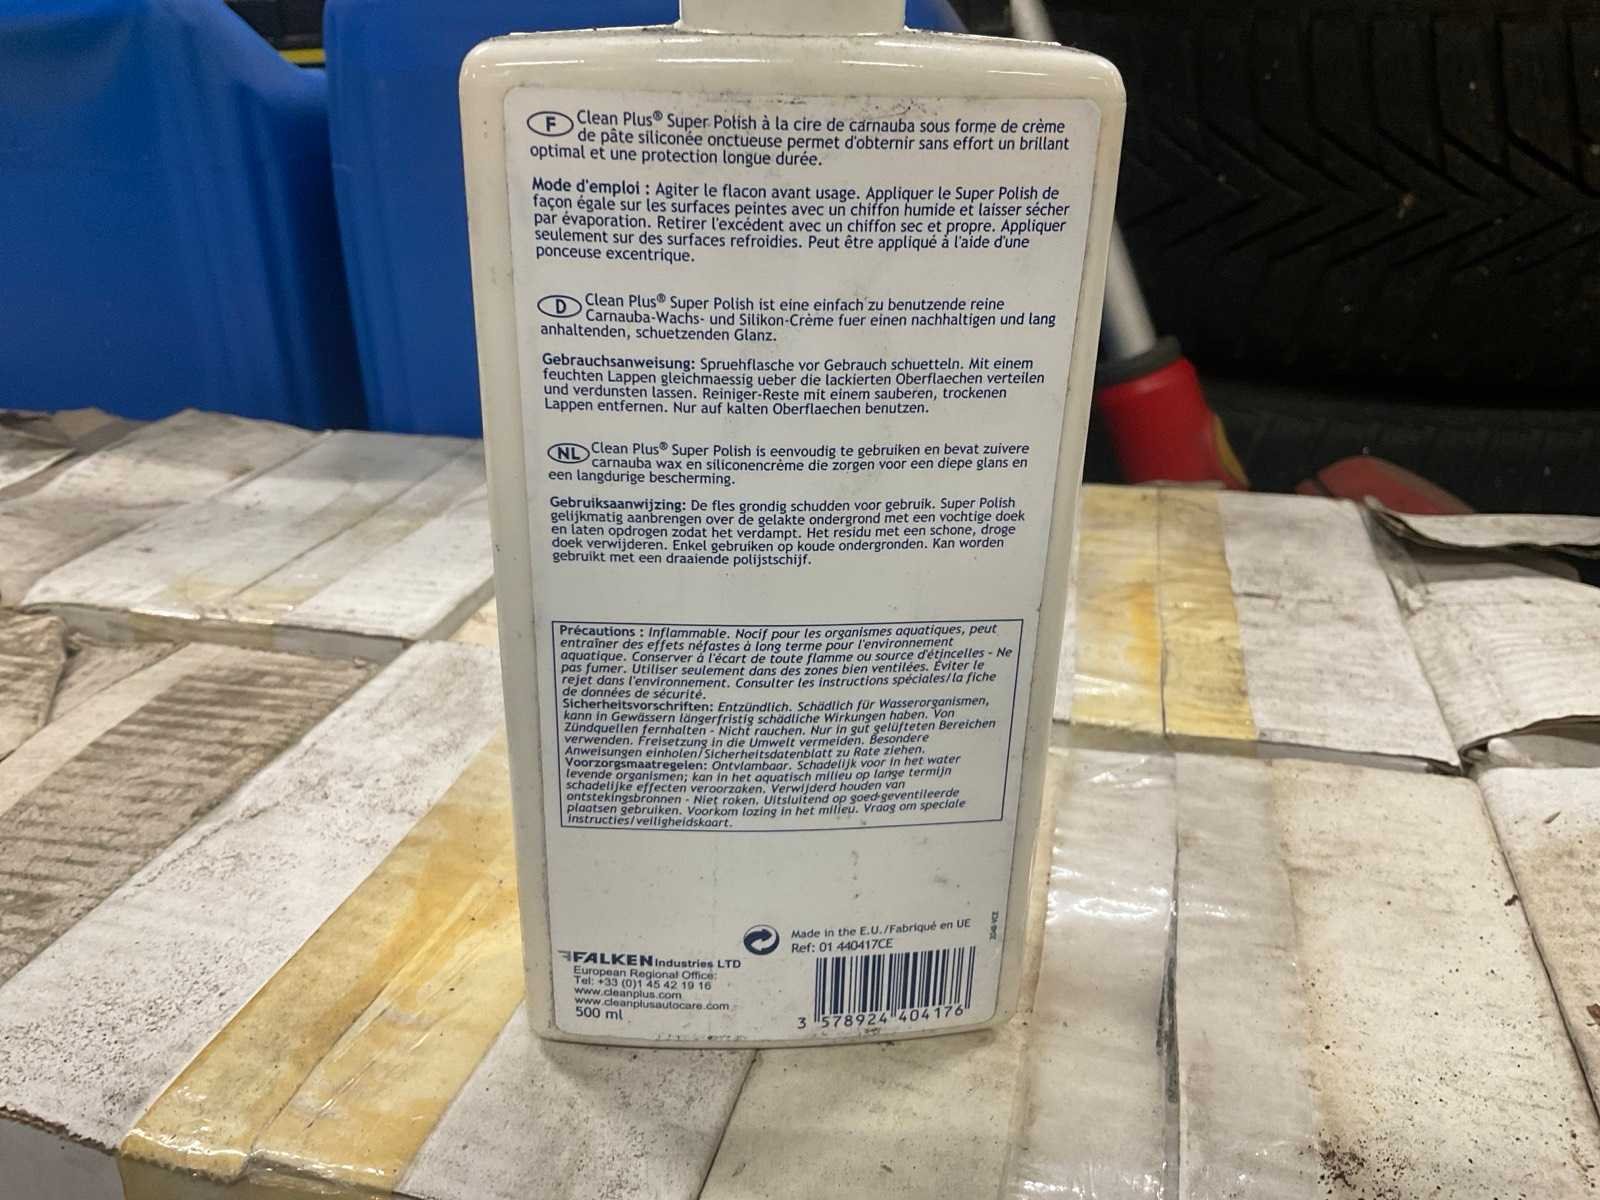 F Clean Plus® Super Polish à la cire de carnauba sous forme de crème
de pâte siliconée onctueuse permet d'obternir sans effort un brillant
optimal et une protection longue durée.
Mode d'emploi : Agiter le flacon avant usage. Appliquer le Super Polish de
façon égale sur les surfaces peintes avec un chiffon humide et laisser sécher
par évaporation. Retirer l'excédent avec un chiffon sec et propre. Appliquer
seulement sur des surfaces refroidies. Peut être appliqué à l'aide d'une
ponceuse excentrique.
D Clean Plus® Super Polish ist eine einfach zu benutzende reine
Carnauba-Wachs- und Silikon-Crème fuer einen nachhaltigen und lang
anhaltenden, schuetzenden Glanz.
Gebrauchsanweisung: Spruehflasche vor Gebrauch schuetteln. Mit einem
feuchten Lappen gleichmaessig ueber die lackierten Oberflaechen verteilen
und verdunsten lassen. Reiniger-Reste mit einem sauberen, trockenen
Lappen entfernen. Nur auf kalten Oberflaechen benutzen.
NL Clean Plus® Super Polish is eenvoudig te gebruiken en bevat zuivere
carnauba wax en siliconencrème die zorgen voor een diepe glans en
een langdurige bescherming.
Gebruiksaanwijzing: De fles grondig schudden voor gebruik. Super Polish
gelijkmatig aanbrengen over de gelakte ondergrond met een vochtige doek
en laten opdrogen zodat het verdampt. Het residu met een schone, droge
doek verwijderen. Enkel gebruiken op koude ondergronden. Kan worden
gebruikt met een draaiende polijstschijf.
Précautions : Inflammable. Nocif pour les organismes aquatiques, peut
entraîner des effets néfastes à long terme pour l'environnement
aquatique. Conserver à l'écart de toute flamme ou source d'étincelles - Ne
pas fumer. Utiliser seulement dans des zones bien ventilées. Éviter le
rejet dans l'environnement. Consulter les instructions spéciales/la fiche
de données de sécurité.
Sicherheitsvorschriften: Entzündlich. Schädlich für Wasserorganismen,
kann in Gewässern längerfristig schädliche Wirkungen haben. Von
Zündquellen fernhalten - Nicht rauchen. Nur in gut gelüfteten Bereichen
verwenden. Freisetzung in die Umwelt vermeiden. Besondere
Anweisungen einholen/Sicherheitsdatenblatt zu Rate ziehen.
Voorzorgsmaatregelen: Ontvlambaar. Schadelijk voor in het water
levende organismen; kan in het aquatisch milieu op lange termijn
schadelijke effecten veroorzaken. Verwijderd houden van
ontstekingsbronnen - Niet roken. Uitsluitend op goed-geventileerde
plaatsen gebruiken. Voorkom lozing in het milieu. Vraag om speciale
instructies/veiligheidskaart.
Made in the E.U./Fabriqué en UE
Ref: 01 440417CE
FALKEN Industries LTD
European Regional Office:
Tel: +33 (0)1 45 42 19 16
www.cleanplus.com
www.cleanplusautocare.com
500 ml
3 578924 404176